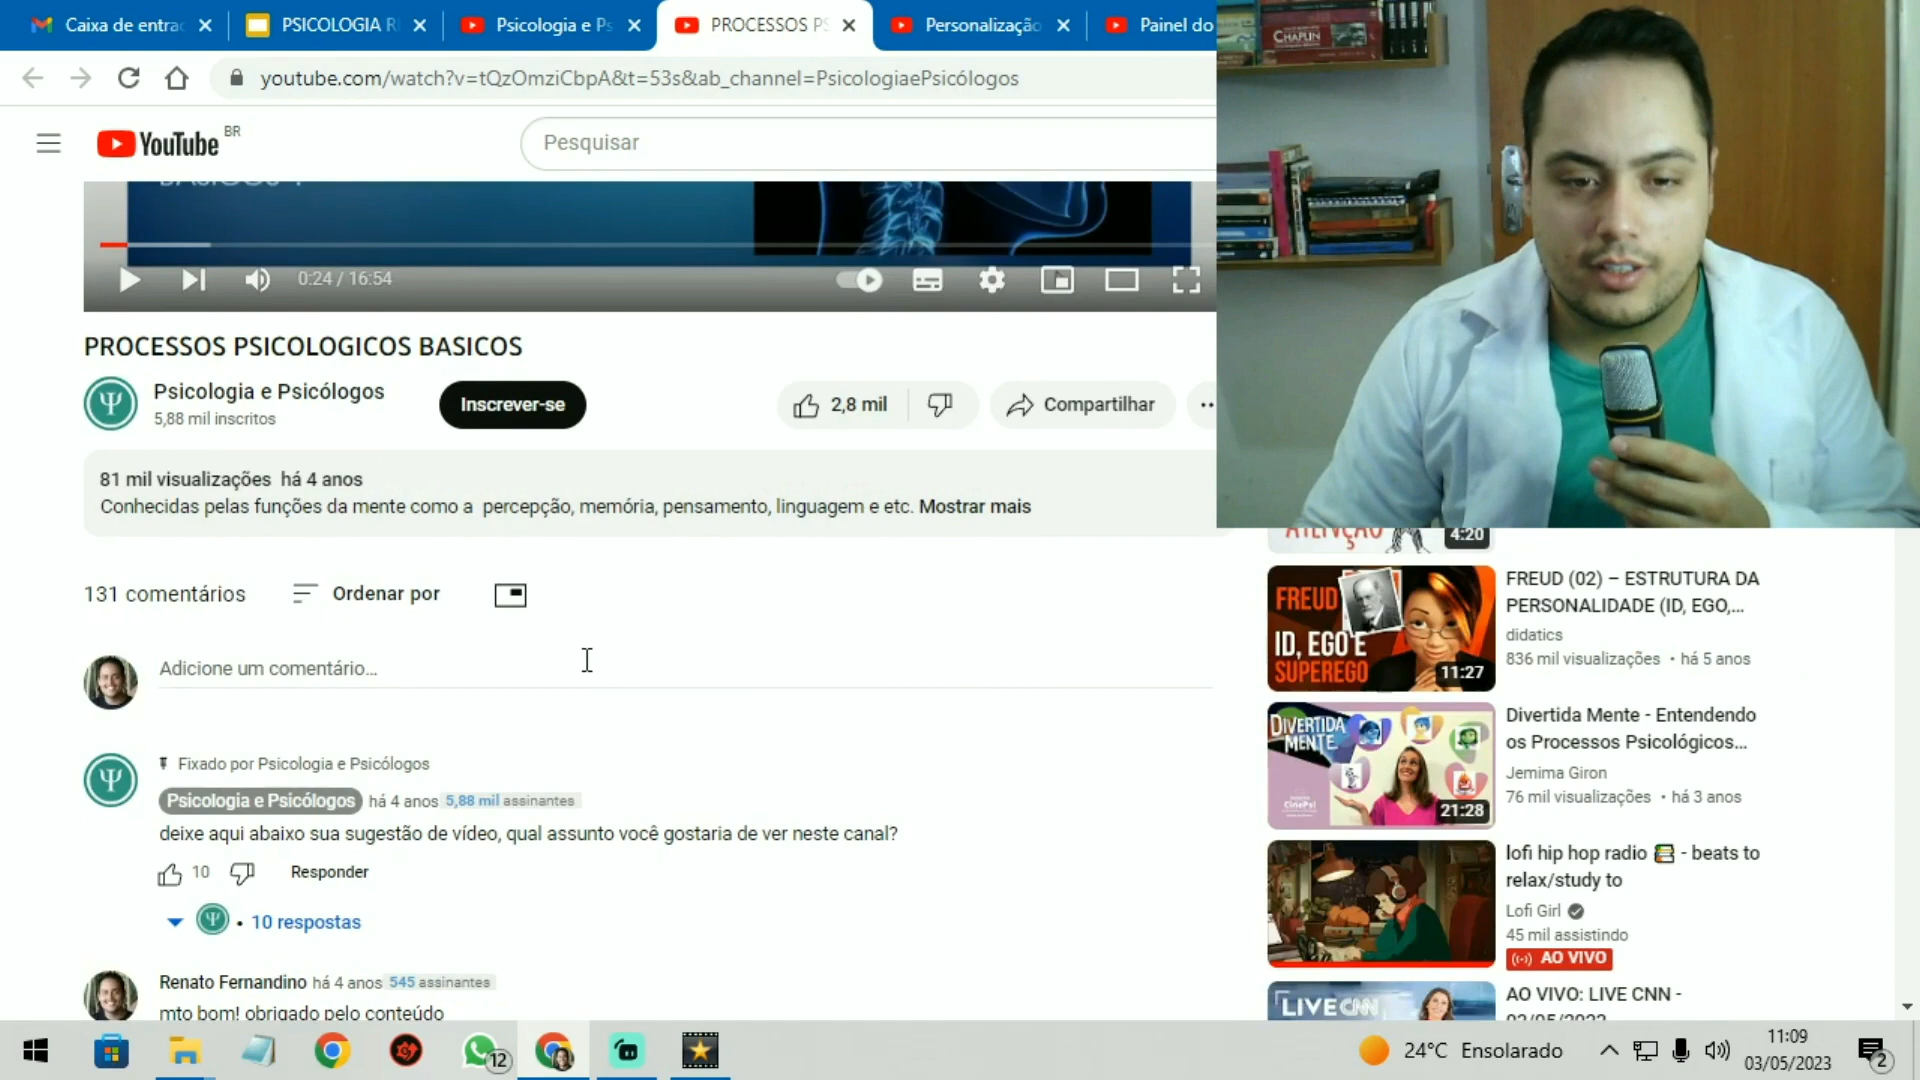 Caixa de entra
PSICOLOGIA R
Psicologia e Ps
PROCESSOS PS
Personalização
Painel do
youtube.com/watch?v=tQzOmziCbpA&t=53s&ab_channel=PsicologiaePsicólogos
YouTube BR
Pesquisar
CHAPLIN
0:24 / 16:54
PROCESSOS PSICOLOGICOS BASICOS
Psicologia e Psicólogos
5,88 mil inscritos
Inscrever-se
2,8 mil
Compartilhar
81 mil visualizações há 4 anos
Conhecidas pelas funções da mente como a percepção, memória, pensamento, linguagem e etc. Mostrar mais
131 comentários
Ordenar por
Adicione um comentário...
Fixado por Psicologia e Psicólogos
Psicologia e Psicólogos há 4 anos 5,88 mil assinantes
deixe aqui abaixo sua sugestão de vídeo, qual assunto você gostaria de ver neste canal?
10
Responder
10 respostas
Renato Fernandino há 4 anos 545 assinantes
mto bom! obrigado pelo conteúdo
ATENÇÃO
4:20
FREUD
ID, EGO E
SUPEREGO
11:27
FREUD (02) – ESTRUTURA DA
PERSONALIDADE (ID, EGO,...
didatics
836 mil visualizações • há 5 anos
DIVERTIDA
MENTE
CinePsi
21:28
Divertida Mente - Entendendo
os Processos Psicológicos...
Jemima Giron
76 mil visualizações • há 3 anos
lofi hip hop radio 📚 - beats to
relax/study to
Lofi Girl
45 mil assistindo
AO VIVO
LIVE CNN
AO VIVO: LIVE CNN -
03/05/2023
12
24°C Ensolarado
11:09
03/05/2023
2